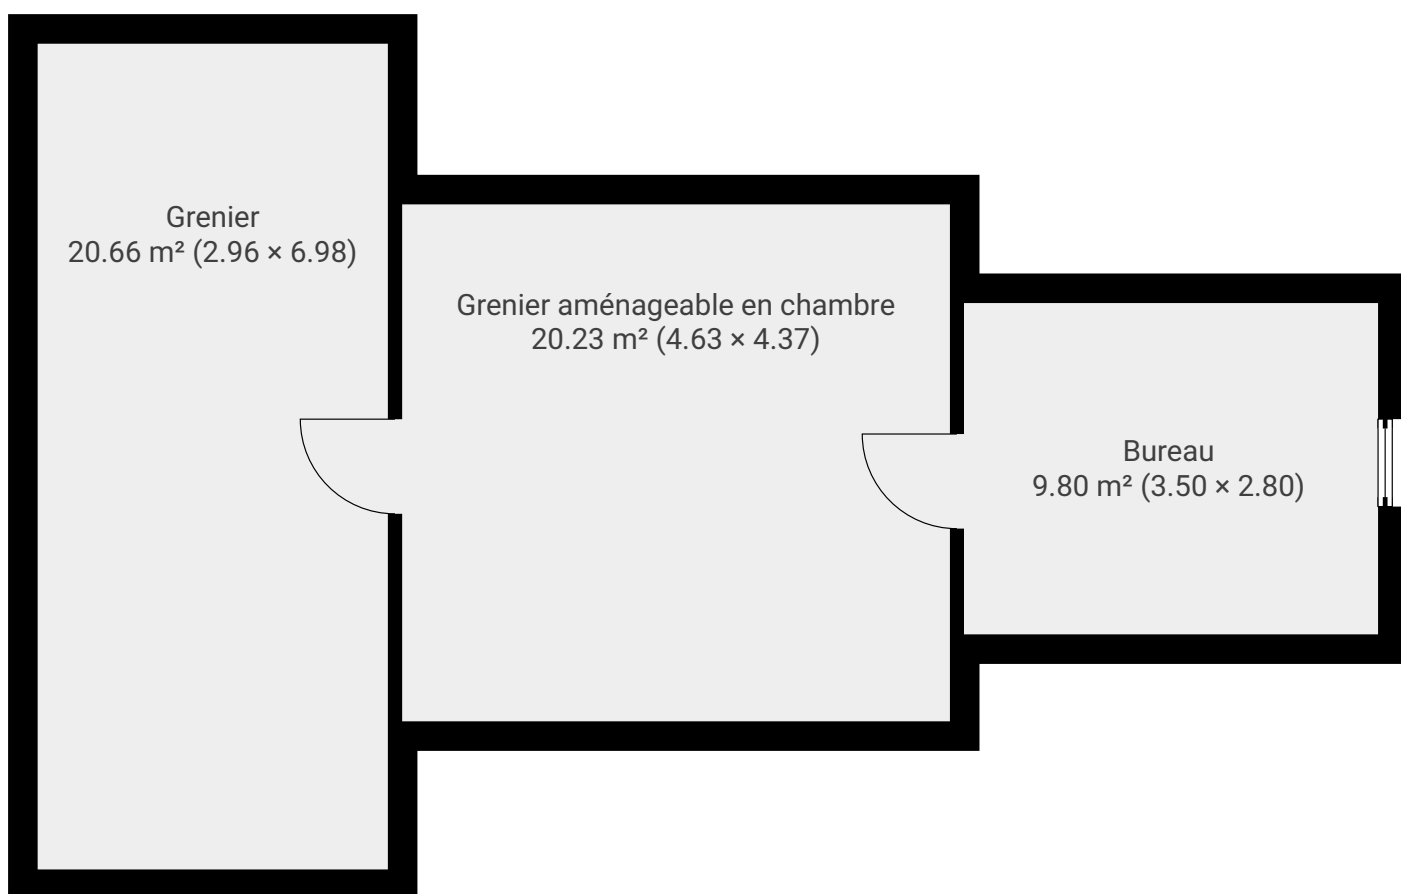 Grenier
20.66 m² (2.96 × 6.98)
Grenier aménageable en chambre
20.23 m² (4.63 × 4.37)
Bureau
9.80 m² (3.50 × 2.80)